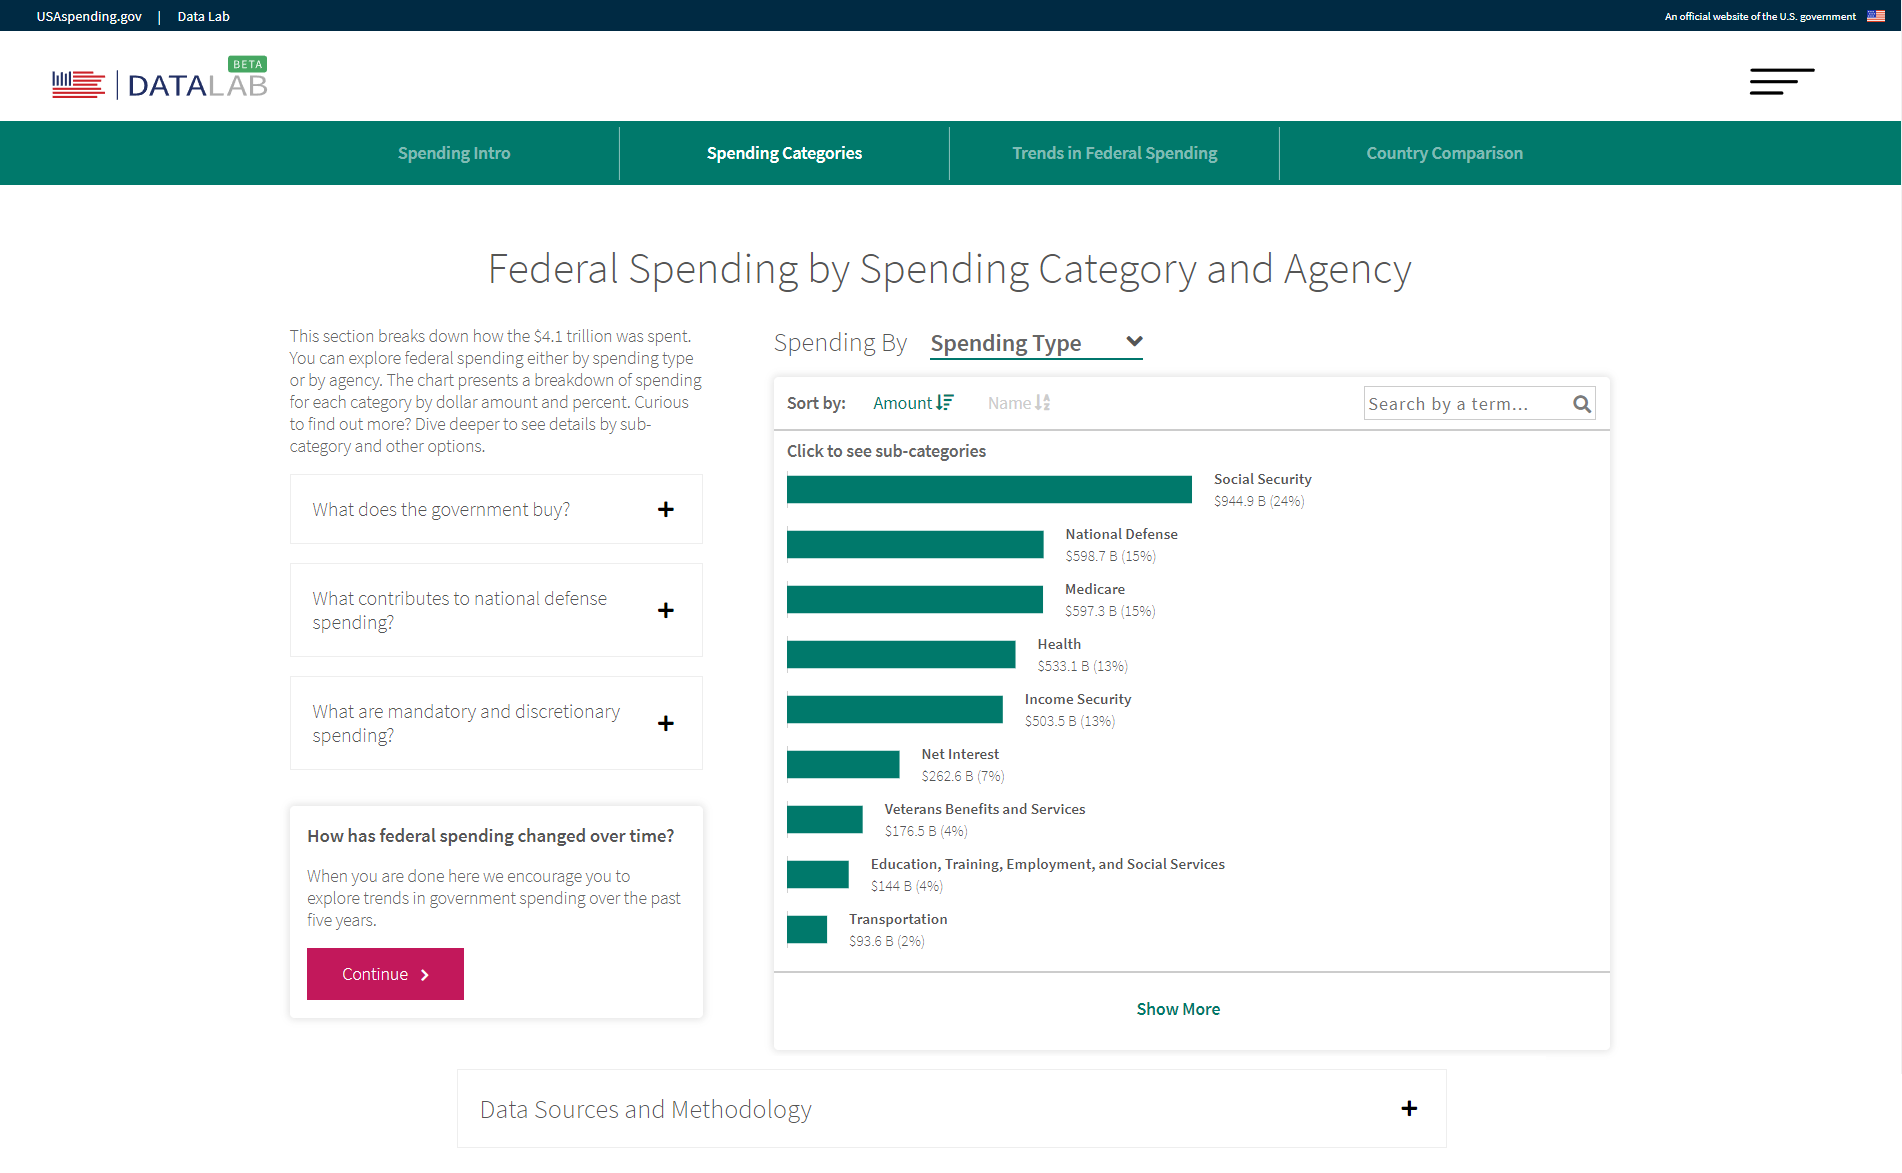 USAspending.gov | Data Lab
An official website of the U.S. government
BETA
DATALAB
Spending Intro
Spending Categories
Trends in Federal Spending
Country Comparison
Federal Spending by Spending Category and Agency
This section breaks down how the $4.1 trillion was spent.
You can explore federal spending either by spending type
or by agency. The chart presents a breakdown of spending
for each category by dollar amount and percent. Curious
to find out more? Dive deeper to see details by sub-
category and other options.
What does the government buy?
What contributes to national defense
spending?
What are mandatory and discretionary
spending?
How has federal spending changed over time?
When you are done here we encourage you to
explore trends in government spending over the past
five years.
Continue
Spending By Spending Type
Sort by: Amount Name
Search by a term...
Click to see sub-categories
Social Security
$944.9 B (24%)
National Defense
$598.7 B (15%)
Medicare
$597.3 B (15%)
Health
$533.1 B (13%)
Income Security
$503.5 B (13%)
Net Interest
$262.6 B (7%)
Veterans Benefits and Services
$176.5 B (4%)
Education, Training, Employment, and Social Services
$144 B (4%)
Transportation
$93.6 B (2%)
Show More
Data Sources and Methodology